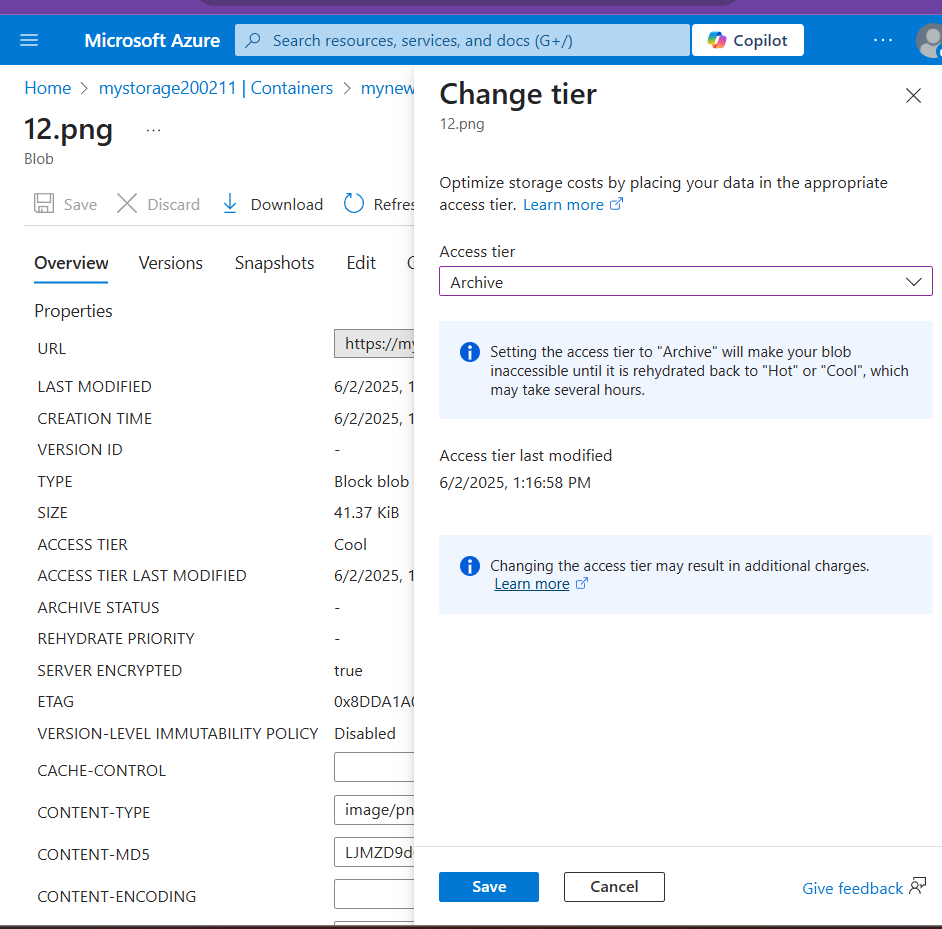 Microsoft Azure
Search resources, services, and docs (G+/)
Copilot
...
Home > mystorage200211 | Containers > mynew
12.png
...
Blob
Save
Discard
Download
Refres
Overview
Versions
Snapshots
Edit
Properties
URL
https://my
LAST MODIFIED
6/2/2025, 1
CREATION TIME
6/2/2025, 1
VERSION ID
-
TYPE
Block blob
SIZE
41.37 KiB
ACCESS TIER
Cool
ACCESS TIER LAST MODIFIED
6/2/2025, 1
ARCHIVE STATUS
-
REHYDRATE PRIORITY
-
SERVER ENCRYPTED
true
ETAG
0x8DDA1A
VERSION-LEVEL IMMUTABILITY POLICY
Disabled
CACHE-CONTROL
CONTENT-TYPE
image/pn
CONTENT-MD5
LJMZD9d
CONTENT-ENCODING
Change tier
12.png
Optimize storage costs by placing your data in the appropriate
access tier. Learn more
Access tier
Archive
Setting the access tier to "Archive" will make your blob
inaccessible until it is rehydrated back to "Hot" or "Cool", which
may take several hours.
Access tier last modified
6/2/2025, 1:16:58 PM
Changing the access tier may result in additional charges.
Learn more
Save
Cancel
Give feedback